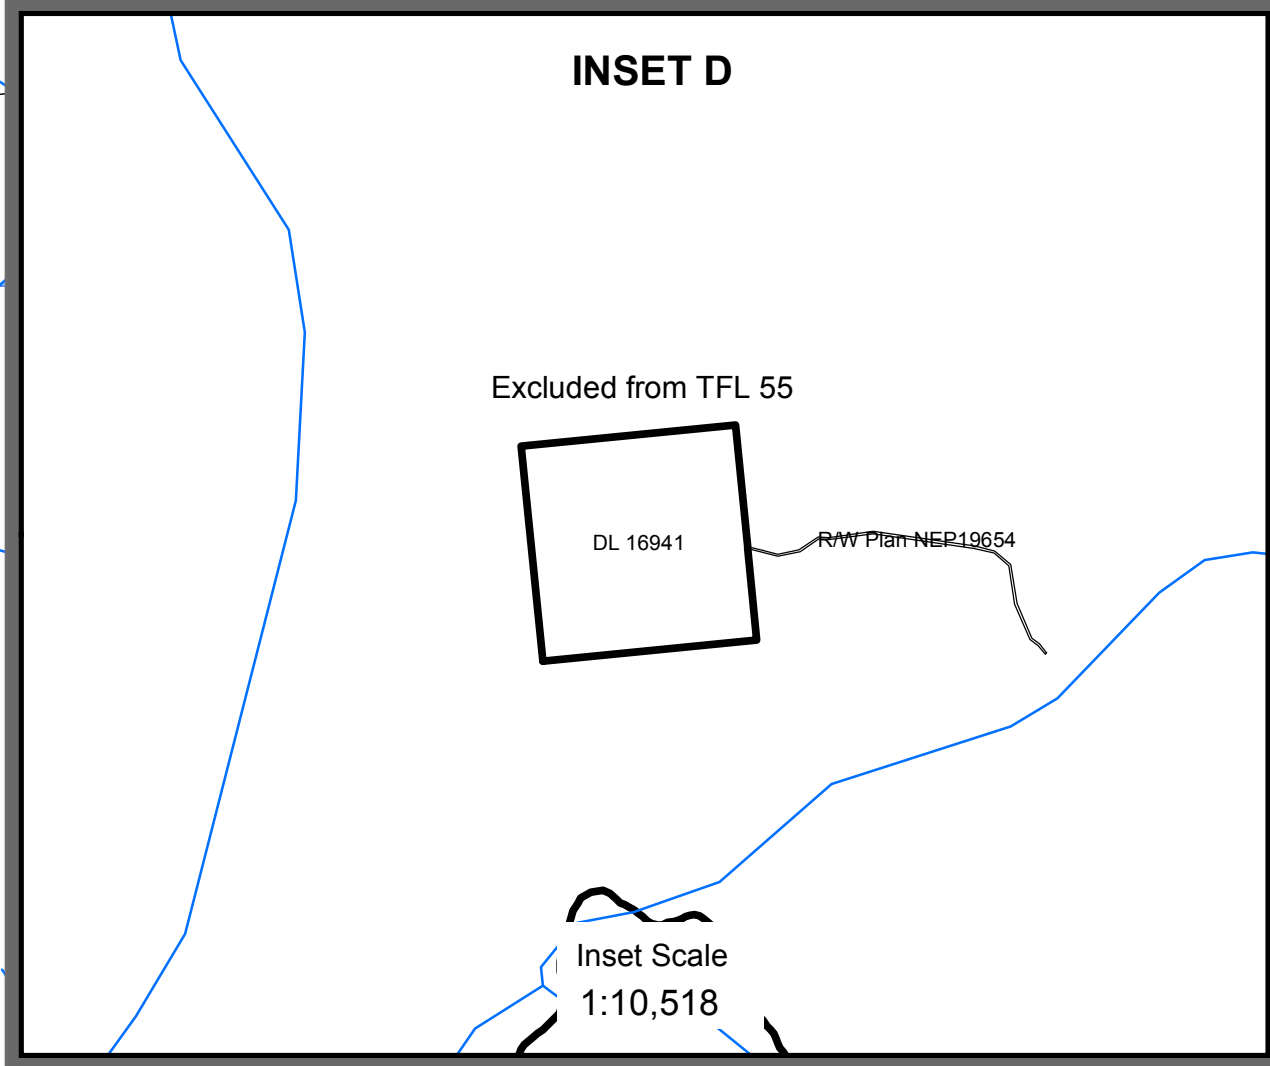 INSET D
Excluded from TFL 55
DL 16941
R/W Plan NEP19654
Inset Scale
1:10,518